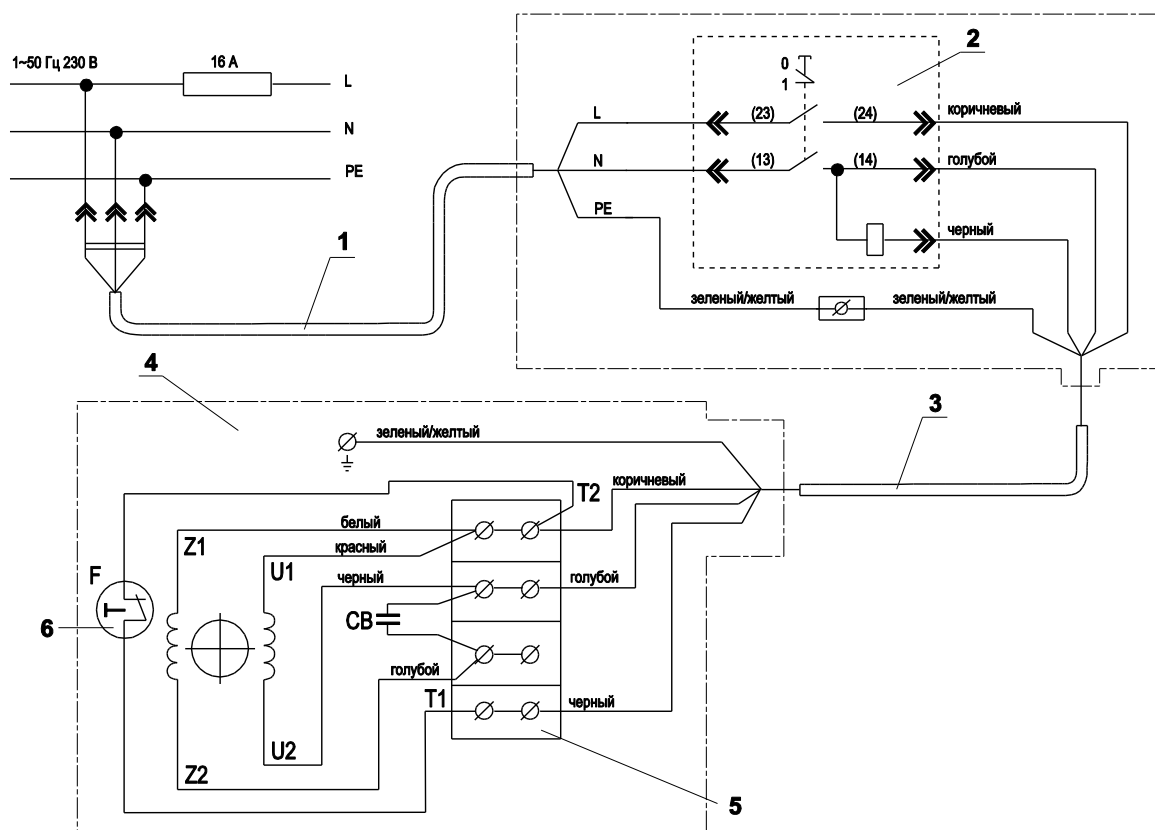 1~50 Гц 230 В
16 А
L
N
PE
1
2
0
1
L
(23)
(24)
коричневый
N
(13)
(14)
голубой
PE
черный
зеленый/желтый
зеленый/желтый
3
4
зеленый/желтый
коричневый
T2
белый
Z1
красный
U1
F
черный
голубой
T
6
CB
голубой
T1
черный
U2
Z2
5